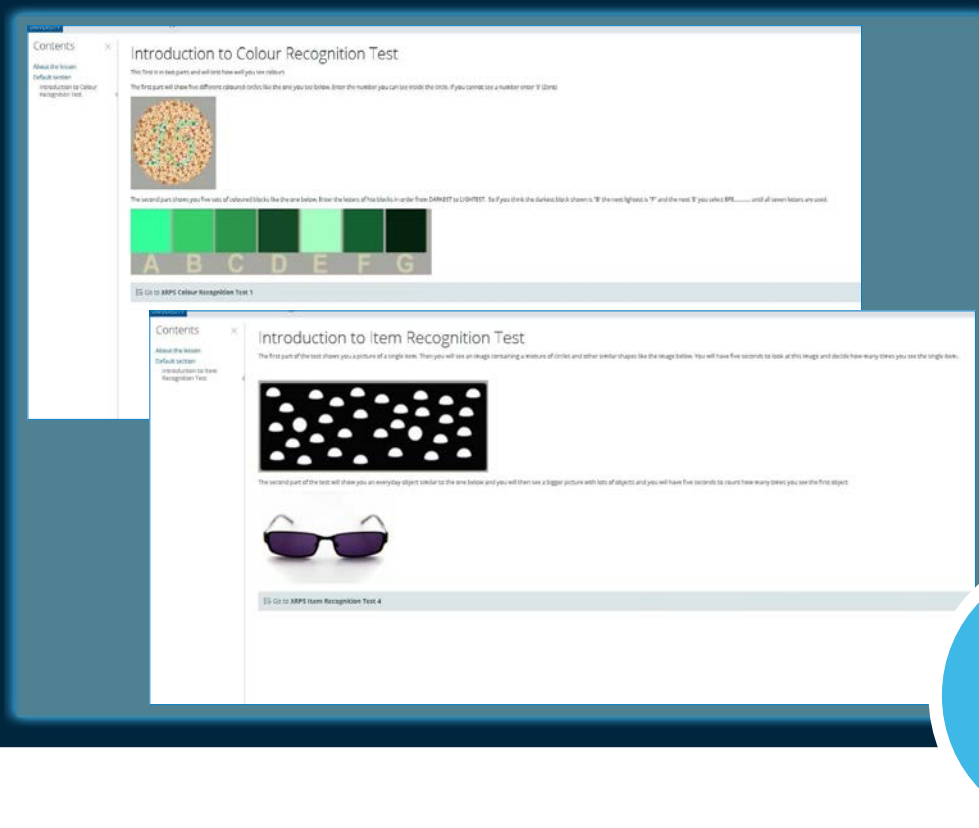 UNIVERSITY
Contents ×
About the lesson
Default section
Introduction to Colour
Recognition Test
Introduction to Colour Recognition Test
This Test is in two parts and will test how well you see colours
The first part will show five different coloured circles like the one you see below. Enter the number you can see inside the circle. If you cannot see a number enter '0' (Zero)
15
The second part shows you five sets of coloured blocks like the one below. Enter the letters of the blocks in order from DARKEST to LIGHTEST. So if you think the darkest block shown is 'B' the next lightest is 'F' and the next 'E' you select BFE............ until all seven letters are used.
A B C D E F G
Go to XRPS Colour Recognition Test 1
Contents ×
About the lesson
Default section
Introduction to Item
Recognition Test
Introduction to Item Recognition Test
The first part of the test shows you a picture of a single item. Then you will see an image containing a mixture of circles and other similar shapes like the image below. You will have five seconds to look at this image and decide how many times you see the single item.
The second part of the test will show you an everyday object similar to the one below and you will then see a bigger picture with lots of objects and you will have five seconds to count how many times you see the first object
Go to XRPS Item Recognition Test 4